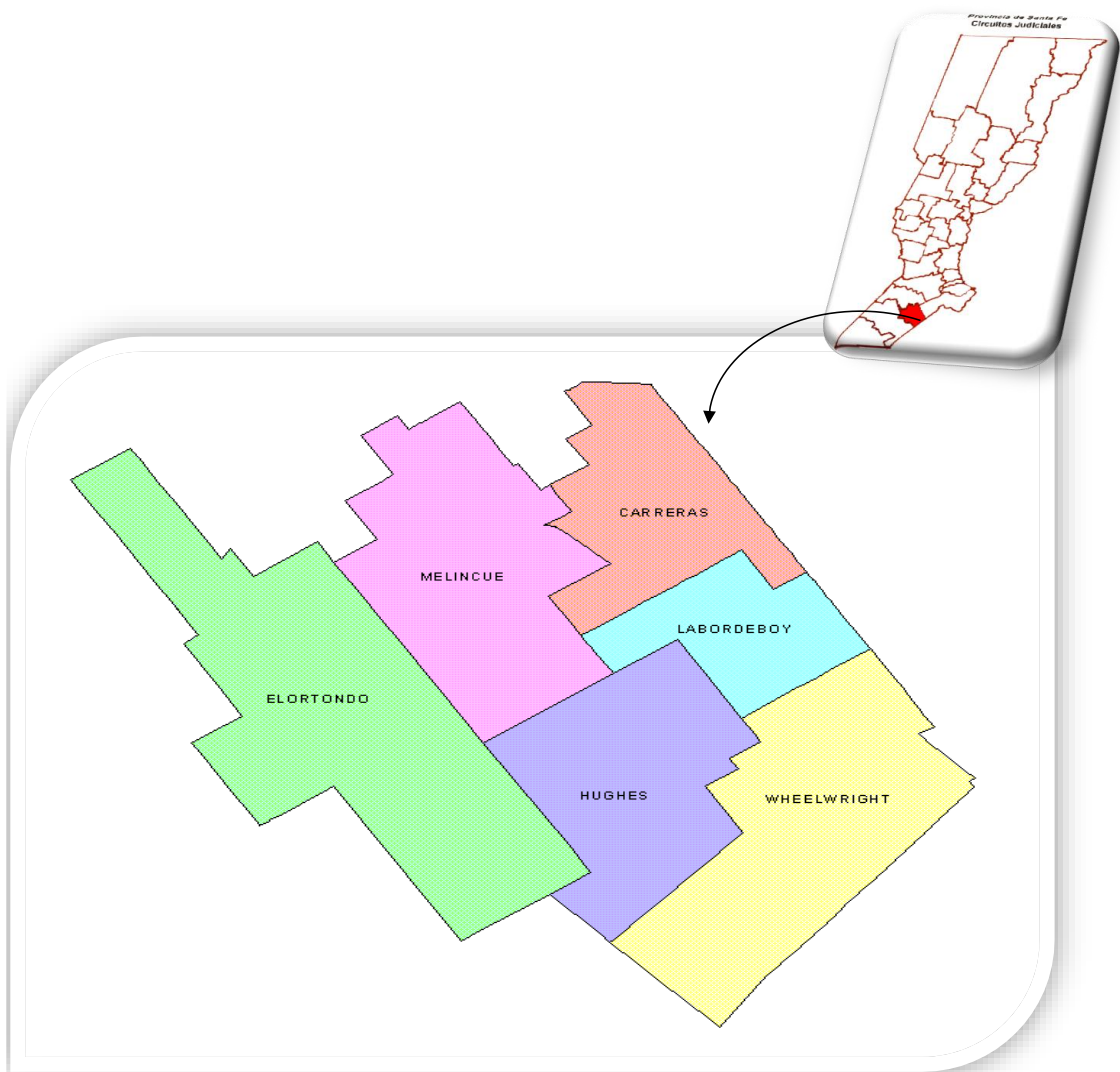 Provincia de Santa Fe
Circuitos Judiciales
CARRERAS
MELINCUE
LABORDEBOY
ELORTONDO
HUGHES
WHEELWRIGHT